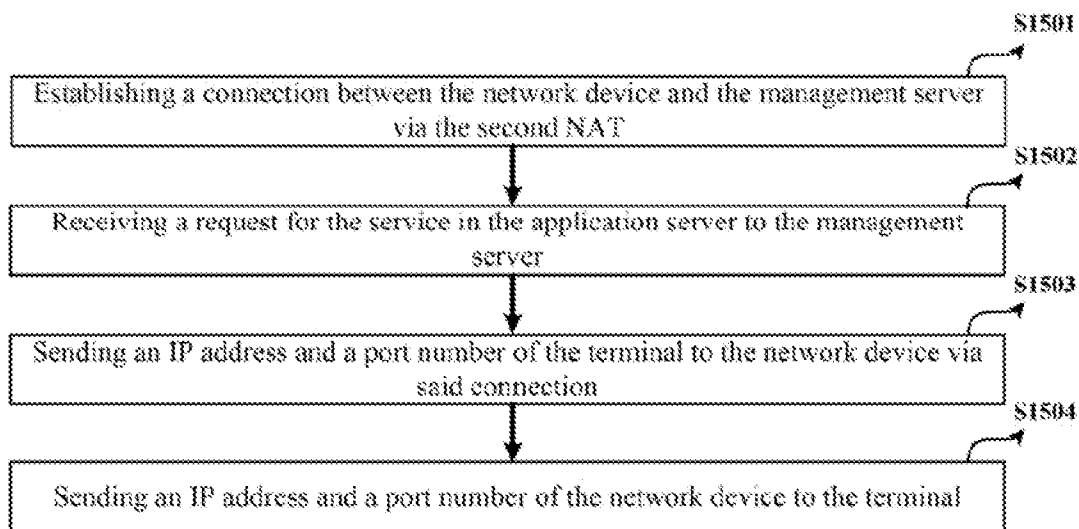 S1501
Establishing a connection between the network device and the management server
via the second NAT
S1502
Receiving a request for the service in the application server to the management
server
S1503
Sending an IP address and a port number of the terminal to the network device via
said connection
S1504
Sending an IP address and a port number of the network device to the terminal